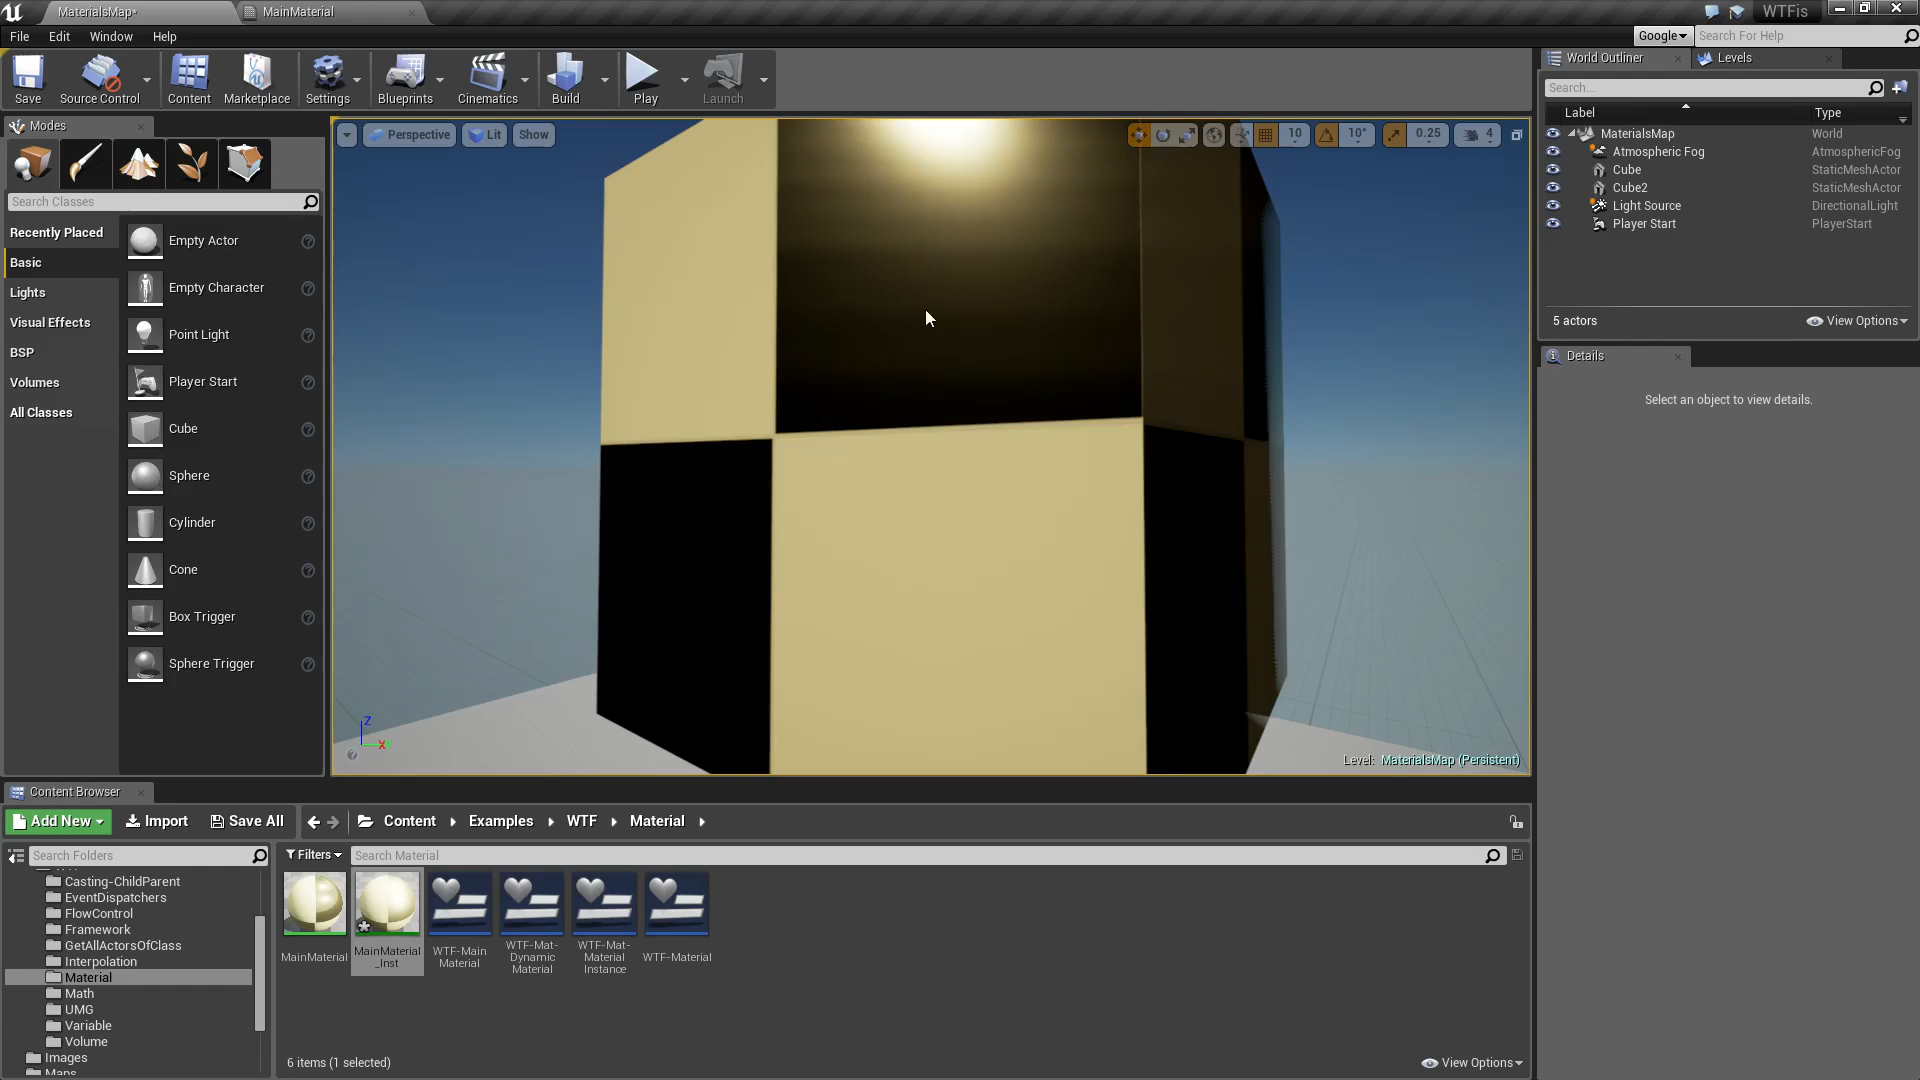 MaterialsMap*
MainMaterial
WTFis
File
Edit
Window
Help
Google
Search For Help
Save
Source Control
Content
Marketplace
Settings
Blueprints
Cinematics
Build
Play
Launch
Modes
Search Classes
Recently Placed
Basic
Lights
Visual Effects
BSP
Volumes
All Classes
Empty Actor
Empty Character
Point Light
Player Start
Cube
Sphere
Cylinder
Cone
Box Trigger
Sphere Trigger
Perspective
Lit
Show
10
10°
0.25
4
Z
X
Level: MaterialsMap (Persistent)
World Outliner
Levels
Search...
Label
Type
MaterialsMap World
Atmospheric Fog AtmosphericFog
Cube StaticMeshActor
Cube2 StaticMeshActor
Light Source DirectionalLight
Player Start PlayerStart
5 actors
View Options
Details
Select an object to view details.
Content Browser
Add New
Import
Save All
Content
Examples
WTF
Material
Search Folders
Casting-ChildParent
EventDispatchers
FlowControl
Framework
GetAllActorsOfClass
Interpolation
Material
Math
UMG
Variable
Volume
Images
Maps
Filters
Search Material
MainMaterial
MainMaterial
_Inst
WTF-Main
Material
WTF-Mat-
Dynamic
Material
WTF-Mat-
Material
Instance
WTF-Material
6 items (1 selected)
View Options